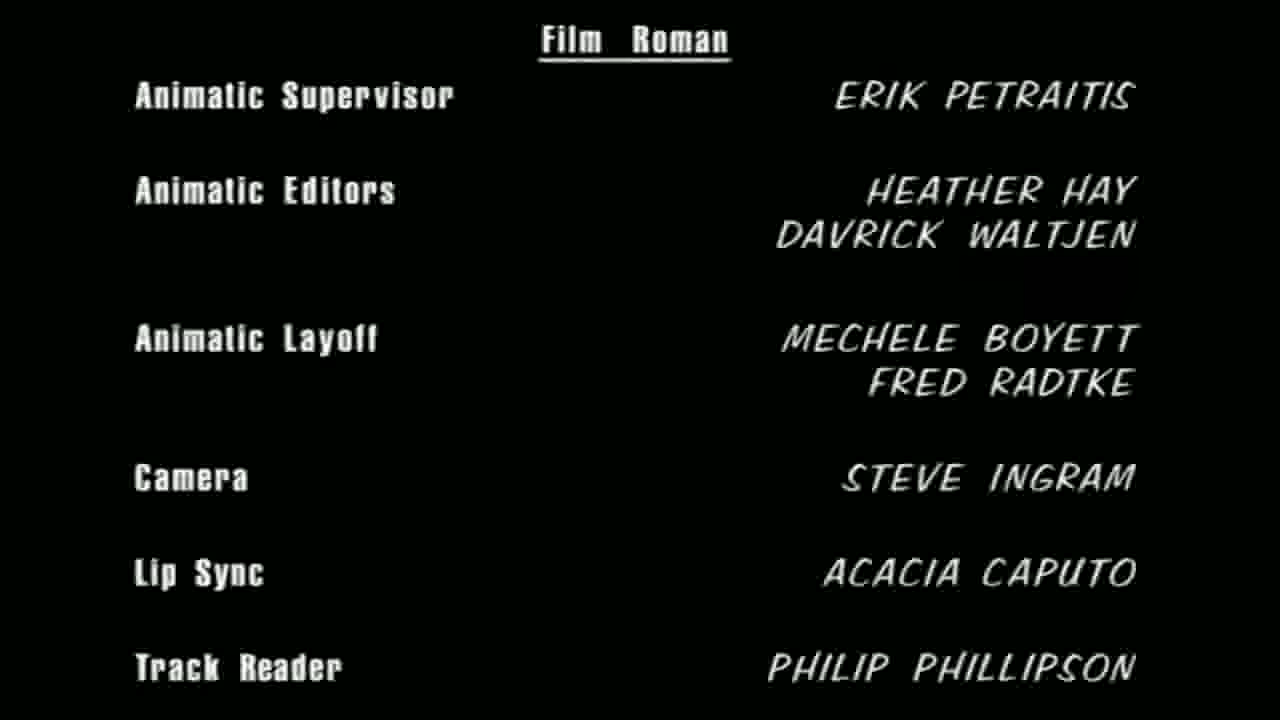 Film Roman
Animatic Supervisor ERIK PETRAITIS
Animatic Editors HEATHER HAY
DAVRICK WALTJEN
Animatic Layoff MECHELE BOYETT
FRED RADTKE
Camera STEVE INGRAM
Lip Sync ACACIA CAPUTO
Track Reader PHILIP PHILLIPSON